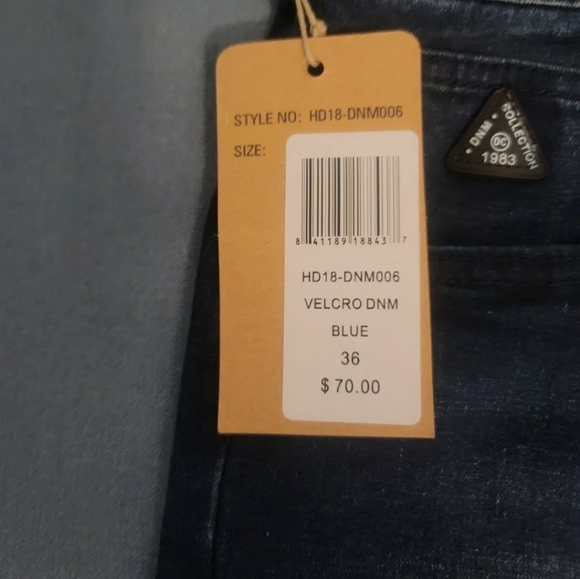 STYLE NO: HD18-DNM006
SIZE:
8 41189 18843 7
HD18-DNM006
VELCRO DNM
BLUE
36
$70.00
• DNM • COLLECTION
DC
1983